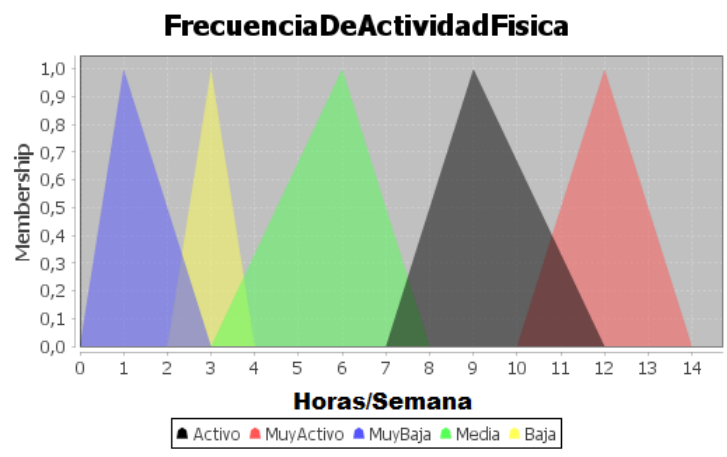 FrecuenciaDeActividadFisica
1,0
0,9
0,8
0,7
0,6
0,5
0,4
0,3
0,2
0,1
0,0
Membership
0 1 2 3 4 5 6 7 8 9 10 11 12 13 14
Horas/Semana
Activo MuyActivo MuyBaja Media Baja